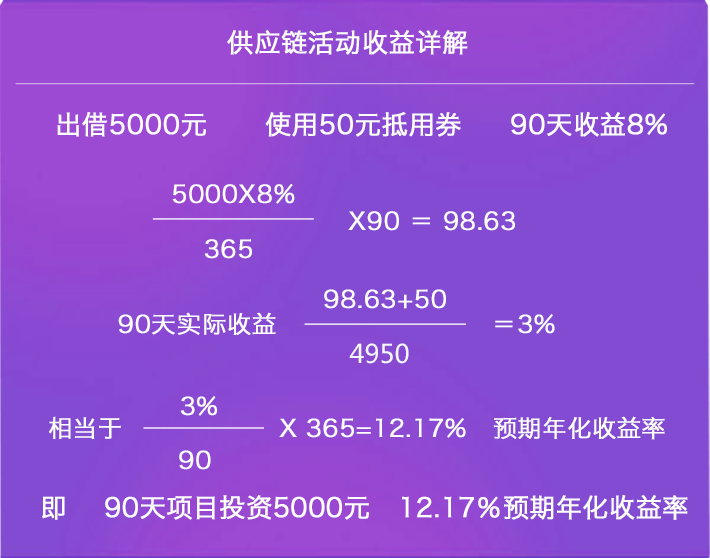 供应链活动收益详解
出借5000元 使用50元抵用券 90天收益8%
5000X8%
365
X90 = 98.63
90天实际收益
98.63+50
4950
=3%
相当于
3%
90
X 365=12.17% 预期年化收益率
即 90天项目投资5000元 12.17%预期年化收益率